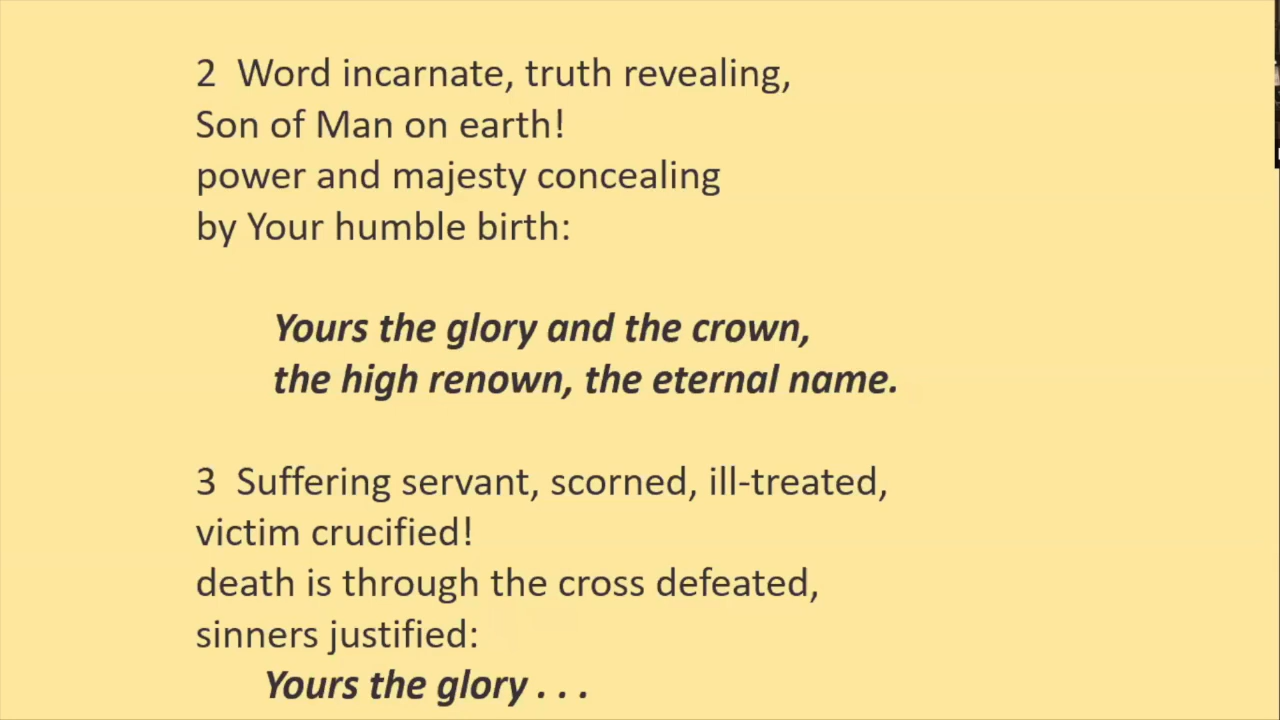 2  Word incarnate, truth revealing,
Son of Man on earth!
power and majesty concealing
by Your humble birth:
Yours the glory and the crown,
the high renown, the eternal name.
3  Suffering servant, scorned, ill-treated,
victim crucified!
death is through the cross defeated,
sinners justified:
Yours the glory . . .